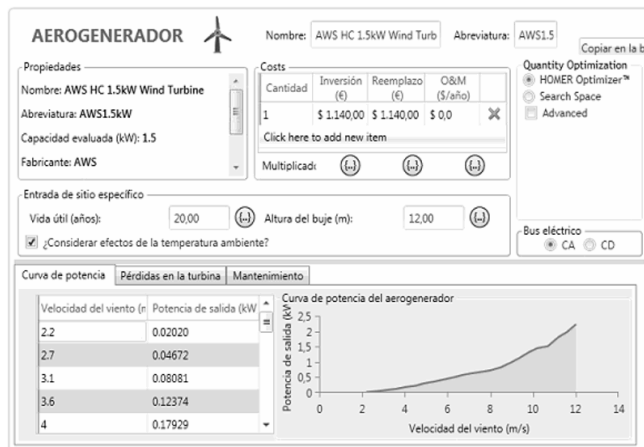 AEROGENERADOR
Nombre: AWS HC 1.5kW Wind Turb Abreviatura: AWS1.5
Copiar en la b
Propiedades
Nombre: AWS HC 1.5kW Wind Turbine
Abreviatura: AWS1.5kW
Capacidad evaluada (kW): 1.5
Fabricante: AWS
Costs
Cantidad Inversión (€) Reemplazo (€) O&M ($/año)
1 $ 1.140,00 $ 1.140,00 $ 0,0
Click here to add new item
Multiplicad (..) (..) (..)
Quantity Optimization
HOMER Optimizer™
Search Space
Advanced
Entrada de sitio específico
Vida útil (años): 20,00 (..) Altura del buje (m): 12,00 (..)
¿Considerar efectos de la temperatura ambiente?
Bus eléctrico
CA CD
Curva de potencia Pérdidas en la turbina Mantenimiento
Velocidad del viento (r Potencia de salida (kW
2.2 0.02020
2.7 0.04672
3.1 0.08081
3.6 0.12374
4 0.17929
Curva de potencia del aerogenerador
Potencia de salida (kW
2,5
2
1,5
1
0,5
0
0 2 4 6 8 10 12 14
Velocidad del viento (m/s)